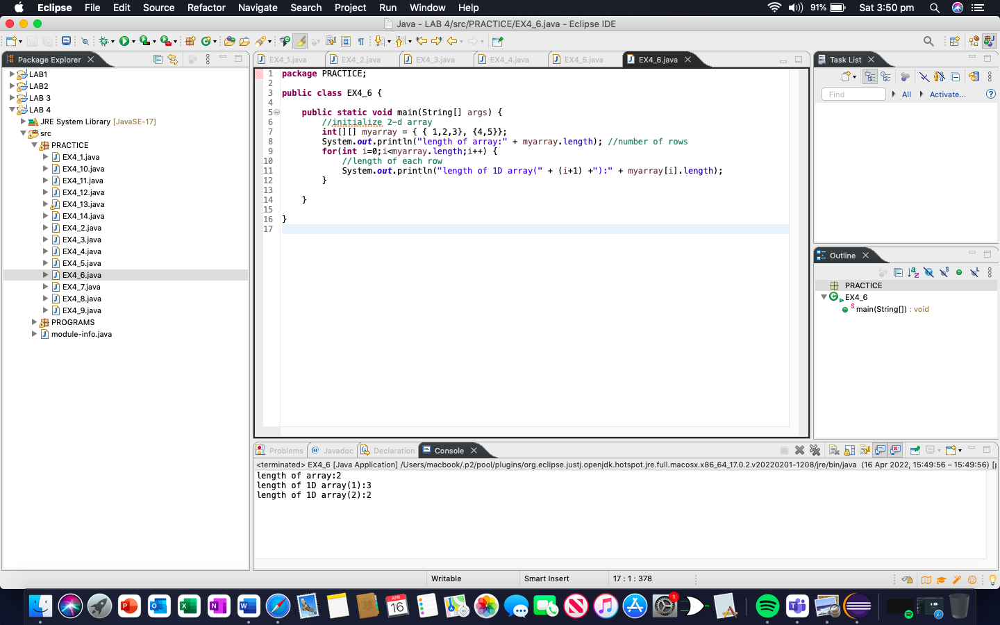 Eclipse File Edit Source Refactor Navigate Search Project Run Window Help 91% Sat 3:50 pm
Java - LAB 4/src/PRACTICE/EX4_6.java - Eclipse IDE
Package Explorer
LAB1
LAB2
LAB 3
LAB 4
JRE System Library [JavaSE-17]
src
PRACTICE
EX4_1.java
EX4_10.java
EX4_11.java
EX4_12.java
EX4_13.java
EX4_14.java
EX4_2.java
EX4_3.java
EX4_4.java
EX4_5.java
EX4_6.java
EX4_7.java
EX4_8.java
EX4_9.java
PROGRAMS
module-info.java
EX4_1.java EX4_2.java EX4_3.java EX4_4.java EX4_5.java EX4_6.java
1 package PRACTICE;
2
3 public class EX4_6 {
4
5 public static void main(String[] args) {
6 //initialize 2-d array
7 int[][] myarray = { { 1,2,3}, {4,5}};
8 System.out.println("length of array:" + myarray.length); //number of rows
9 for(int i=0;i<myarray.length;i++) {
10 //length of each row
11 System.out.println("length of 1D array(" + (i+1) +"):" + myarray[i].length);
12 }
13
14 }
15
16 }
17
Task List
Find All Activate...
Outline
PRACTICE
EX4_6
main(String[]) : void
Problems Javadoc Declaration Console
<terminated> EX4_6 [Java Application] /Users/macbook/.p2/pool/plugins/org.eclipse.justj.openjdk.hotspot.jre.full.macosx.x86_64_17.0.2.v20220201-1208/jre/bin/java (16 Apr 2022, 15:49:56 – 15:49:56) [
length of array:2
length of 1D array(1):3
length of 1D array(2):2
Writable Smart Insert 17 : 1 : 378
APR
16
1